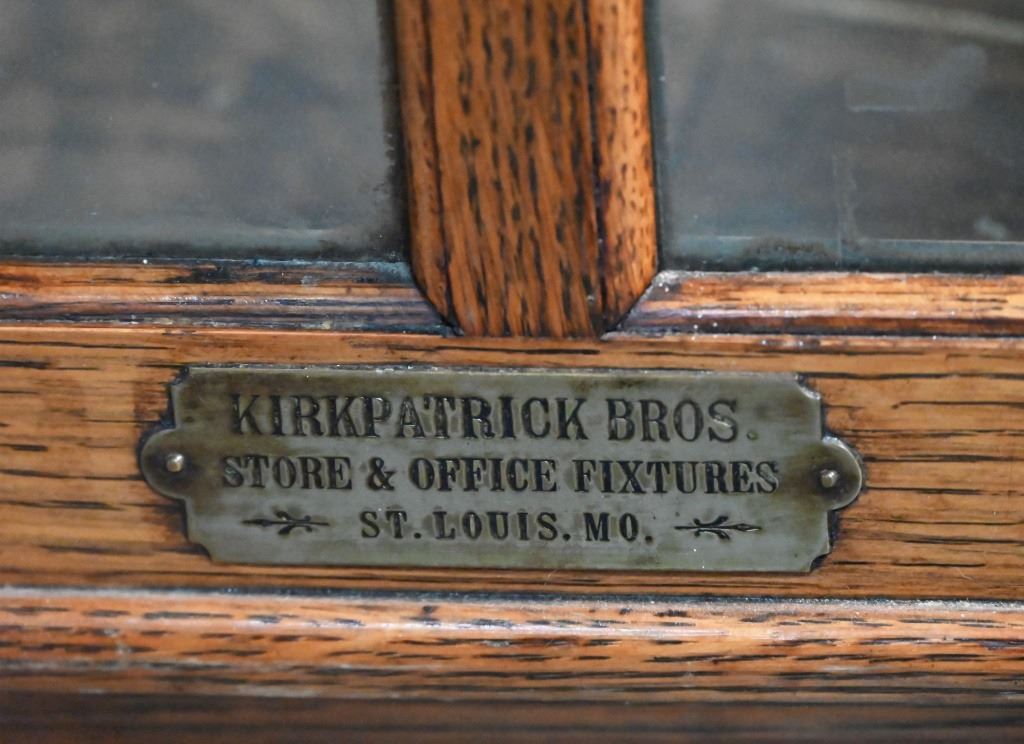 KIRKPATRICK BROS.
STORE & OFFICE FIXTURES
ST. LOUIS. MO.